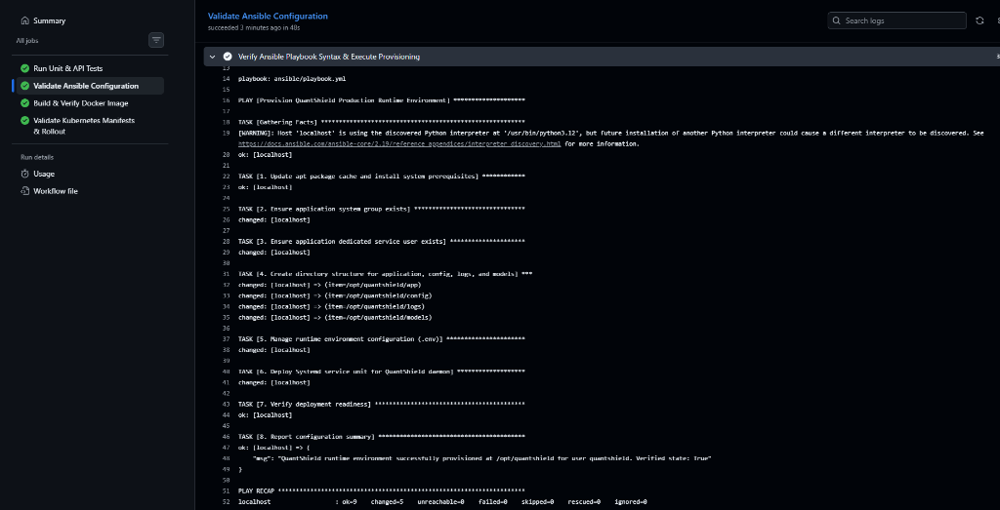 Summary
All jobs
Run Unit & API Tests
Validate Ansible Configuration
Build & Verify Docker Image
Validate Kubernetes Manifests
& Rollout
Run details
Usage
Workflow file
Validate Ansible Configuration
succeeded 3 minutes ago in 48s
Search logs
Verify Ansible Playbook Syntax & Execute Provisioning
13
14 playbook: ansible/playbook.yml
15
16 PLAY [Provision QuantShield Production Runtime Environment] ********************
17
18 TASK [Gathering Facts] *********************************************************
19 [WARNING]: Host 'localhost' is using the discovered Python interpreter at '/usr/bin/python3.12', but future installation of another Python interpreter could cause a different interpreter to be discovered. See
https://docs.ansible.com/ansible-core/2.19/reference_appendices/interpreter_discovery.html for more information.
20 ok: [localhost]
21
22 TASK [1. Update apt package cache and install system prerequisites] ************
23 ok: [localhost]
24
25 TASK [2. Ensure application system group exists] *******************************
26 changed: [localhost]
27
28 TASK [3. Ensure application dedicated service user exists] *********************
29 changed: [localhost]
30
31 TASK [4. Create directory structure for application, config, logs, and models] ***
32 changed: [localhost] => (item=/opt/quantshield/app)
33 changed: [localhost] => (item=/opt/quantshield/config)
34 changed: [localhost] => (item=/opt/quantshield/logs)
35 changed: [localhost] => (item=/opt/quantshield/models)
36
37 TASK [5. Manage runtime environment configuration (.env)] **********************
38 changed: [localhost]
39
40 TASK [6. Deploy Systemd service unit for QuantShield daemon] *******************
41 changed: [localhost]
42
43 TASK [7. Verify deployment readiness] ******************************************
44 ok: [localhost]
45
46 TASK [8. Report configuration summary] *****************************************
47 ok: [localhost] => {
48 "msg": "QuantShield runtime environment successfully provisioned at /opt/quantshield for user quantshield. Verified state: True"
49 }
50
51 PLAY RECAP *********************************************************************
52 localhost : ok=9 changed=5 unreachable=0 failed=0 skipped=0 rescued=0 ignored=0